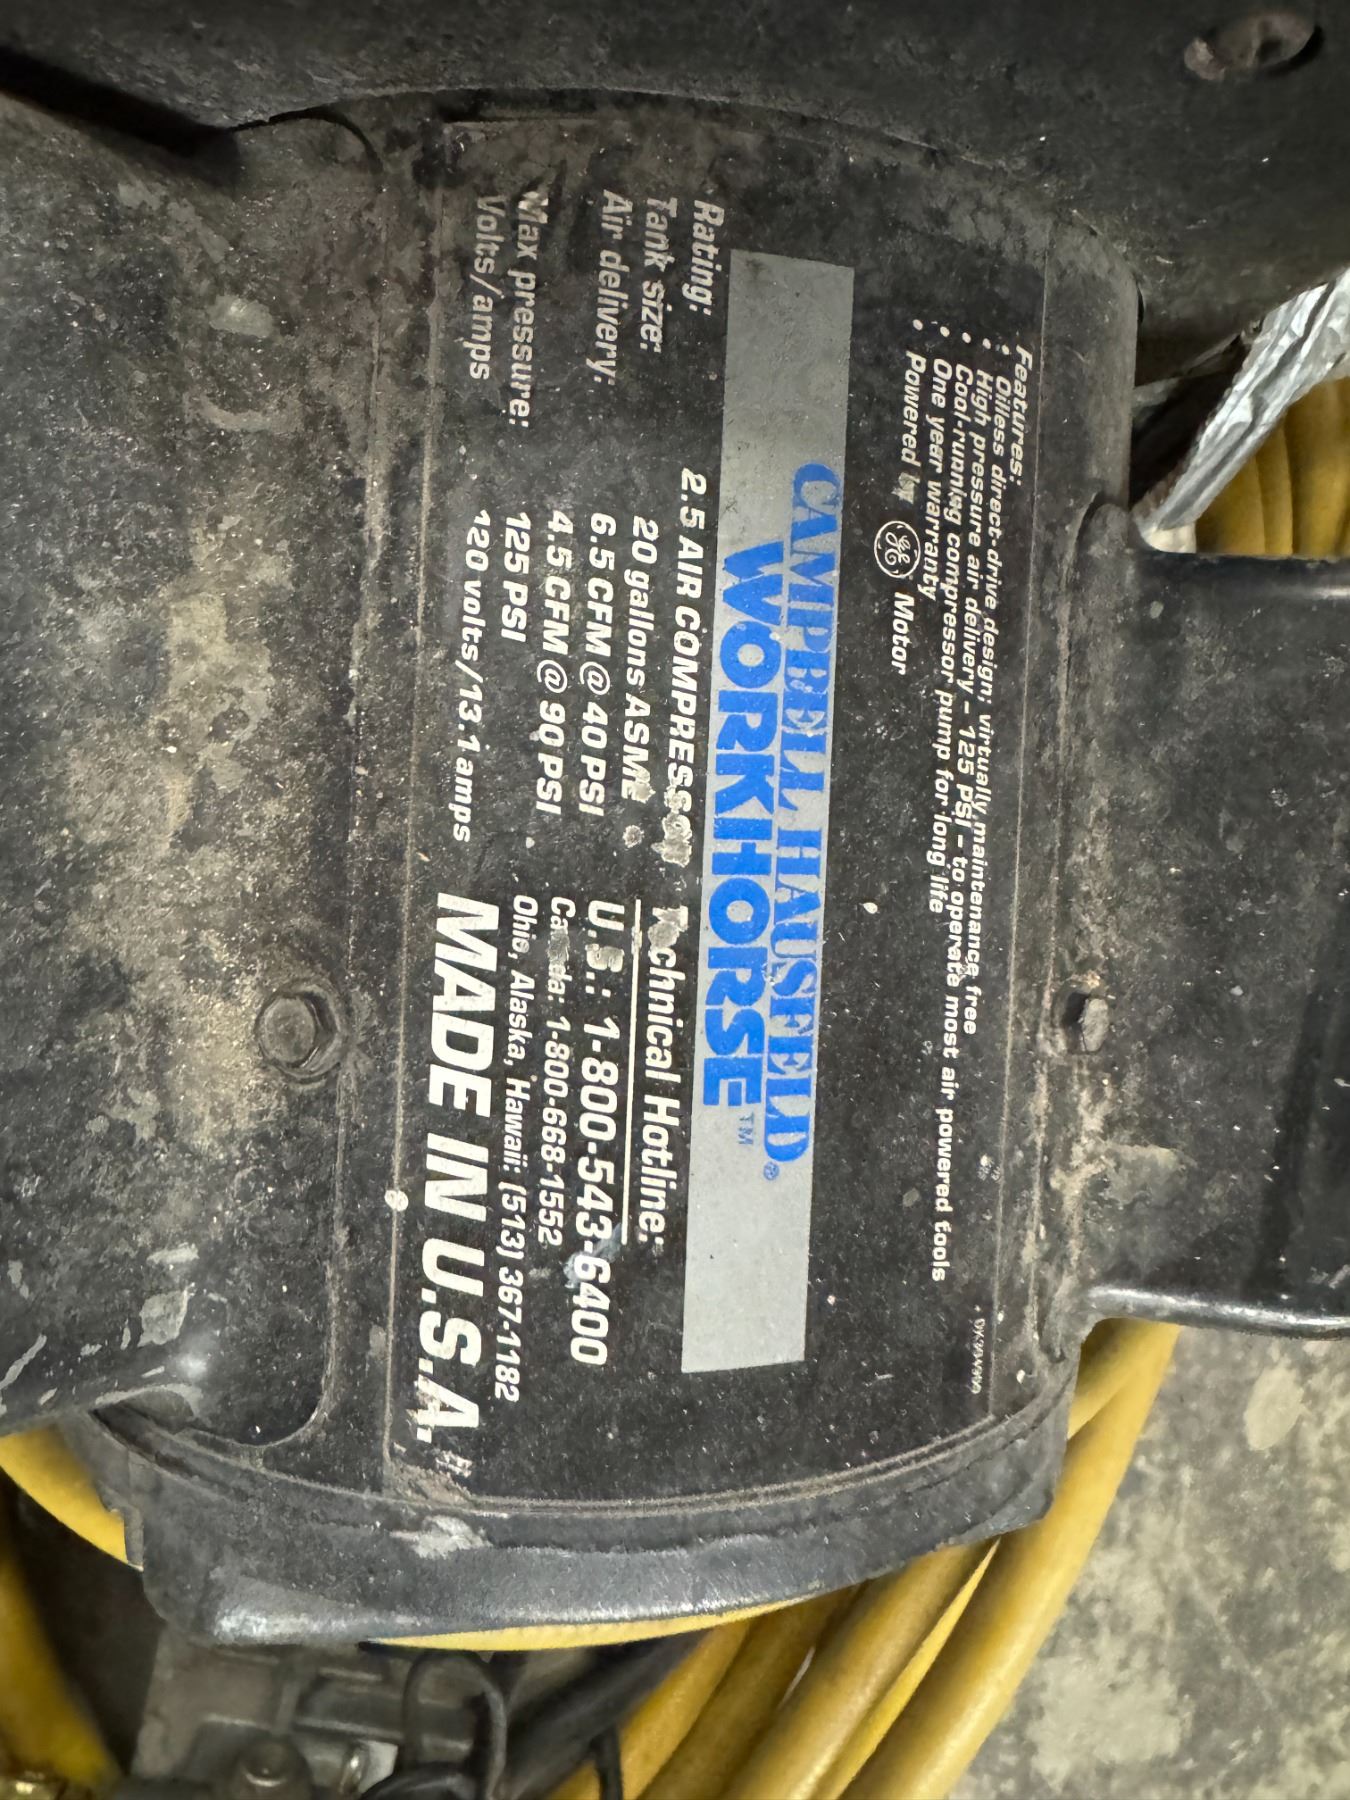 Features:
• Oilless direct-drive design; virtually maintenance free
• High pressure air delivery - 125 PSI - to operate most air powered tools
• Cool-running compressor pump for long life
• One year warranty
• Powered by GE Motor
CAMPBELL HAUSFELD®
WORKHORSE™
Rating: 2.5 AIR COMPRESSOR
Tank size: 20 gallons ASME
Air delivery: 6.5 CFM @ 40 PSI
4.5 CFM @ 90 PSI
Max pressure: 125 PSI
Volts/amps 120 volts/13.1 amps
Technical Hotline:
U.S.: 1-800-543-6400
Canada: 1-800-668-1552
Ohio, Alaska, Hawaii: (513) 367-1182
MADE IN U.S.A.